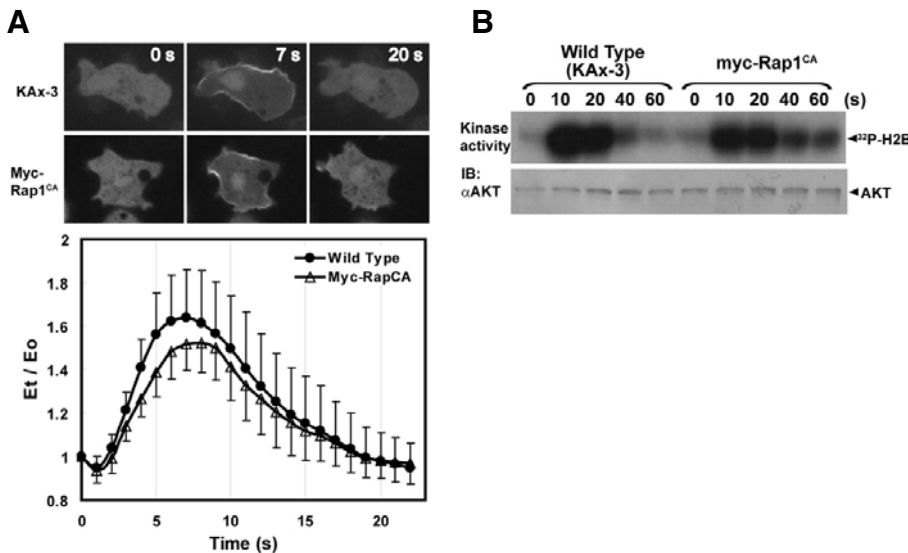 A
0 s 7 s 20 s
KAx-3
Myc-
Rap1CA
2
1.8
1.6
1.4
1.2
1
0.8
Et / Eo
Wild Type
Myc-RapCA
0 5 10 15 20
Time (s)
B
Wild Type
(KAx-3)
myc-Rap1CA
0 10 20 40 60 0 10 20 40 60 (s)
Kinase
activity
32P-H2B
IB:
αAKT
AKT